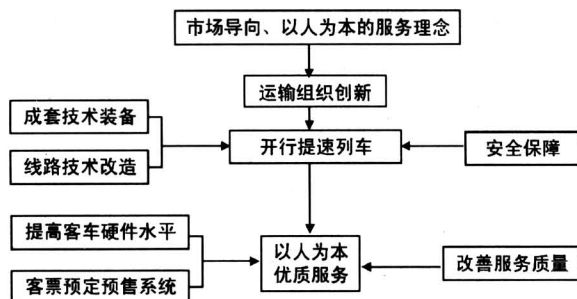 市场导向、以人为本的服务理念
运输组织创新
成套技术装备
线路技术改造
开行提速列车
安全保障
提高客车硬件水平
客票预定预售系统
以人为本
优质服务
改善服务质量